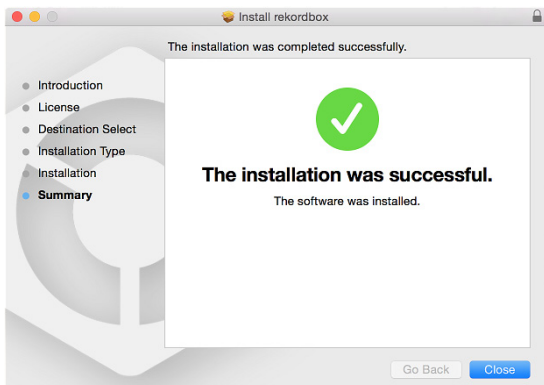 Install rekordbox
The installation was completed successfully.
Introduction
License
Destination Select
Installation Type
Installation
Summary
The installation was successful.
The software was installed.
Go Back
Close